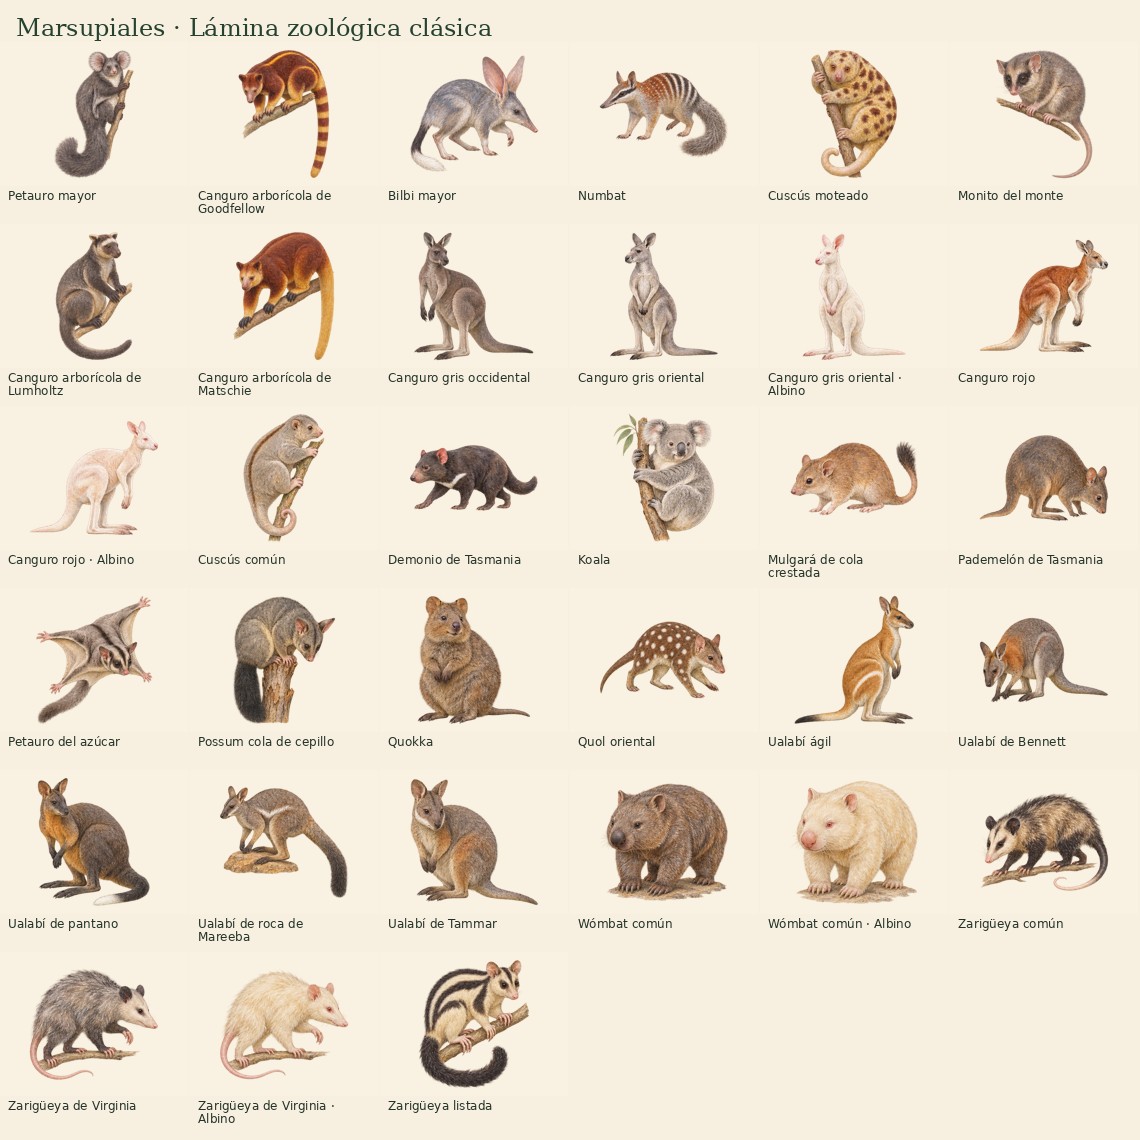 Marsupiales · Lámina zoológica clásica
Petauro mayor
Canguro arborícola de
Goodfellow
Bilbi mayor
Numbat
Cuscús moteado
Monito del monte
Canguro arborícola de
Lumholtz
Canguro arborícola de
Matschie
Canguro gris occidental
Canguro gris oriental
Canguro gris oriental ·
Albino
Canguro rojo
Canguro rojo · Albino
Cuscús común
Demonio de Tasmania
Koala
Mulgará de cola
crestada
Pademelón de Tasmania
Petauro del azúcar
Possum cola de cepillo
Quokka
Quol oriental
Ualabí ágil
Ualabí de Bennett
Ualabí de pantano
Ualabí de roca de
Mareeba
Ualabí de Tammar
Wómbat común
Wómbat común · Albino
Zarigüeya común
Zarigüeya de Virginia
Zarigüeya de Virginia ·
Albino
Zarigüeya listada